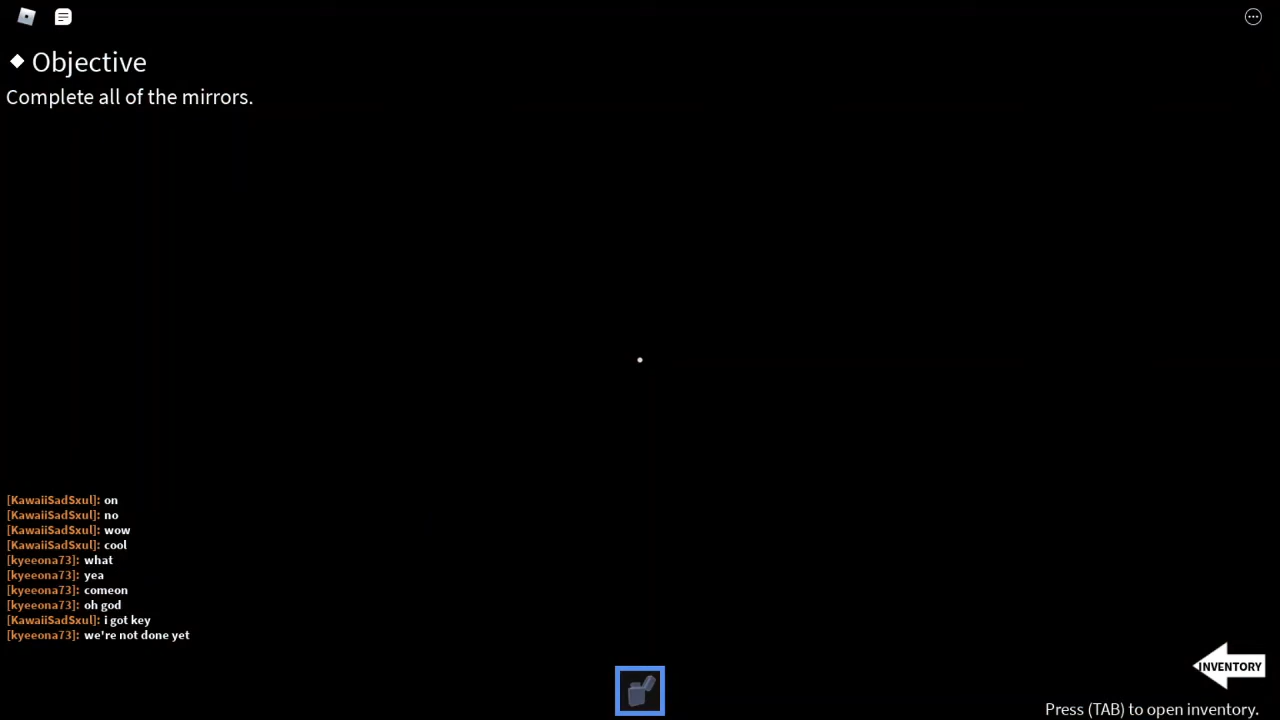 Objective
Complete all of the mirrors.
[KawaiiSadSxul]: on
[KawaiiSadSxul]: no
[KawaiiSadSxul]: wow
[KawaiiSadSxul]: cool
[kyeeona73]: what
[kyeeona73]: yea
[kyeeona73]: comeon
[kyeeona73]: oh god
[KawaiiSadSxul]: i got key
[kyeeona73]: we're not done yet
INVENTORY
Press (TAB) to open inventory.